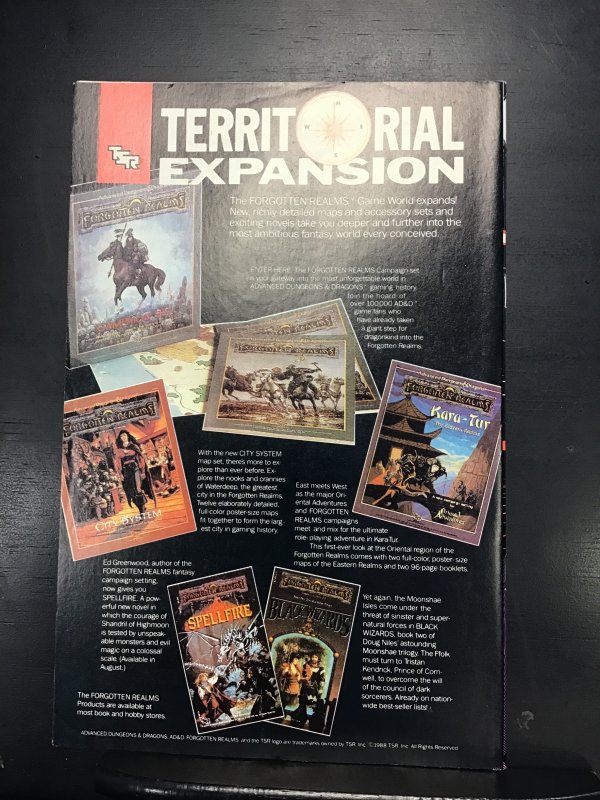 TERRITORIAL
N
W E
S
TSR
EXPANSION
The FORGOTTEN REALMS™ Game World expands!
New, richly detailed maps and accessory sets and
exciting novels take you deeper and further into the
most ambitious fantasy world every conceived.
FORGOTTEN REALMS
ENTER HERE. The FORGOTTEN REALMS Campaign set
is your gateway into the most unforgettable world in
ADVANCED DUNGEONS & DRAGONS® gaming history.
Join the hoard of
over 100,000 AD&D®
game fans who
have already taken
a giant step for
dragonkind into the
Forgotten Realms.
FORGOTTEN REALMS
FORGOTTEN REALMS
CITY SYSTEM
With the new CITY SYSTEM
map set, there's more to ex-
plore than ever before. Ex-
plore the nooks and crannies
of Waterdeep, the greatest
city in the Forgotten Realms.
Twelve elaborately detailed,
full-color poster-size maps
fit together to form the larg-
est city in gaming history.
Kara-Tur
The Eastern Realms
Oriental Adventures
East meets West
as the major Ori-
ental Adventures
and FORGOTTEN
REALMS campaigns
meet and mix for the ultimate
role-playing adventure in Kara-Tur.
This first-ever look at the Oriental region of the
Forgotten Realms comes with two full-color, poster-size
maps of the Eastern Realms and two 96-page booklets.
Ed Greenwood, author of the
FORGOTTEN REALMS fantasy
campaign setting,
now gives you
SPELLFIRE. A pow-
erful new novel in
which the courage of
Shandril of Highmoon
is tested by unspeak-
able monsters and evil
magic on a colossal
scale. (Available in
August.)
FORGOTTEN REALMS
SPELLFIRE
FORGOTTEN REALMS
BLACK WIZARDS
Yet again, the Moonshae
Isles come under the
threat of sinister and super-
natural forces in BLACK
WIZARDS, book two of
Doug Niles' astounding
Moonshae trilogy. The Ffolk
must turn to Tristan
Kendrick, Prince of Corn-
well, to overcome the will
of the council of dark
sorcerers. Already on nation-
wide best-seller lists!
The FORGOTTEN REALMS
Products are available at
most book and hobby stores.
ADVANCED DUNGEONS & DRAGONS, AD&D, FORGOTTEN REALMS, and the TSR logo are trademarks owned by TSR, Inc. ©1988 TSR, Inc. All Rights Reserved